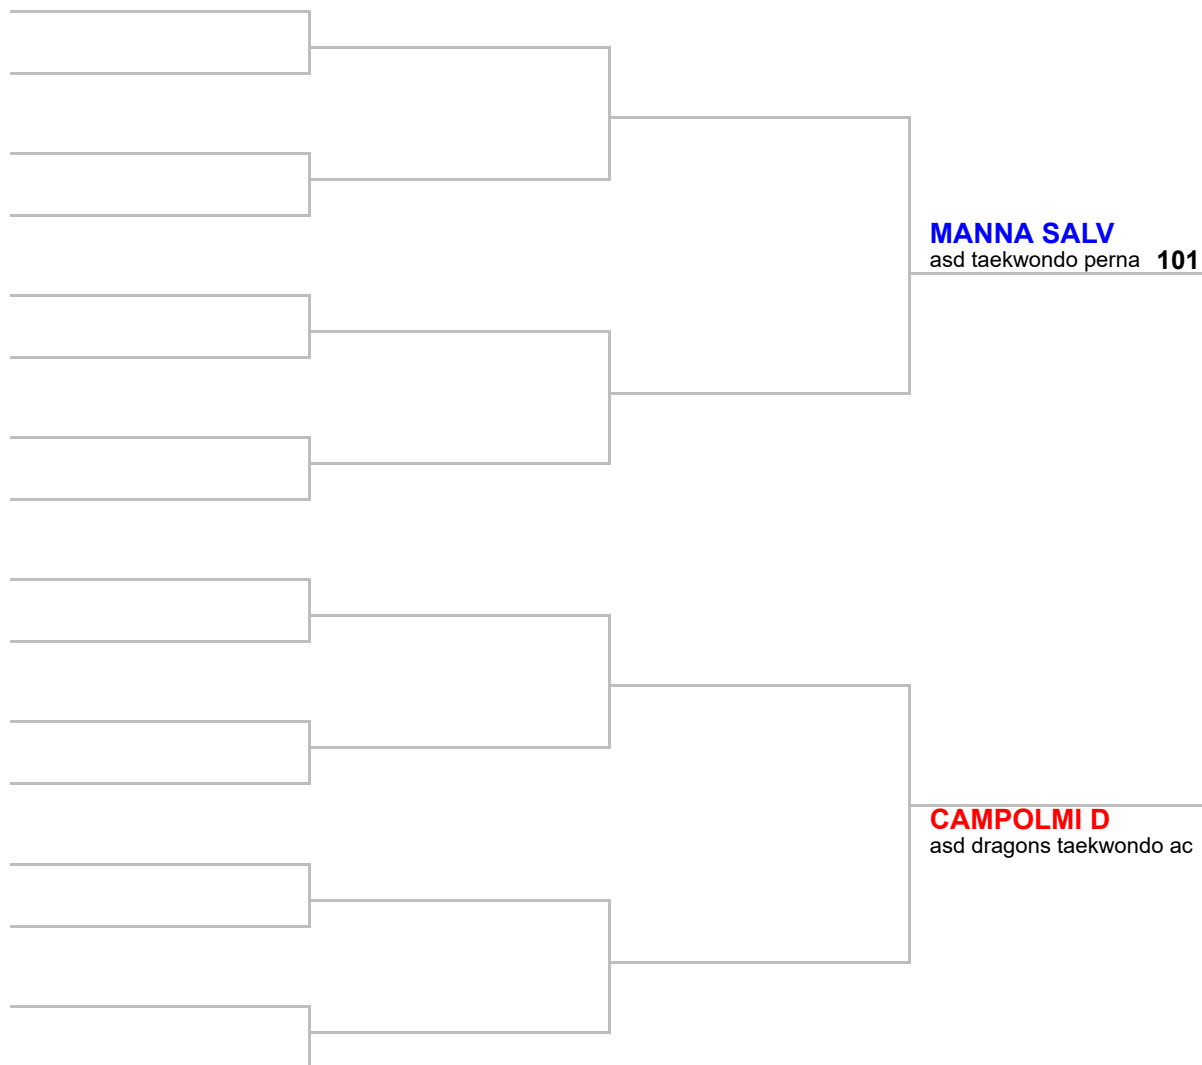 MANNA SALV
asd taekwondo perna 101
CAMPOLMI D
asd dragons taekwondo ac